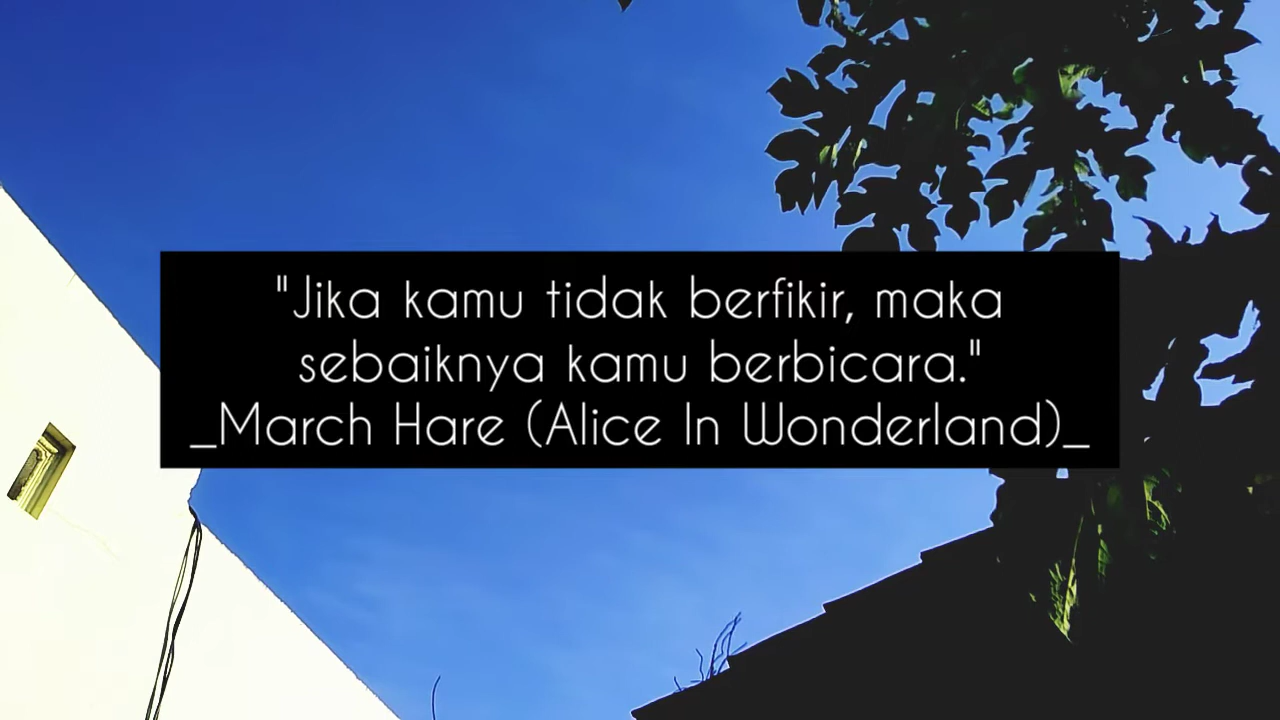 "Jika kamu tidak berfikir, maka
sebaiknya kamu berbicara."
_March Hare (Alice In Wonderland)_